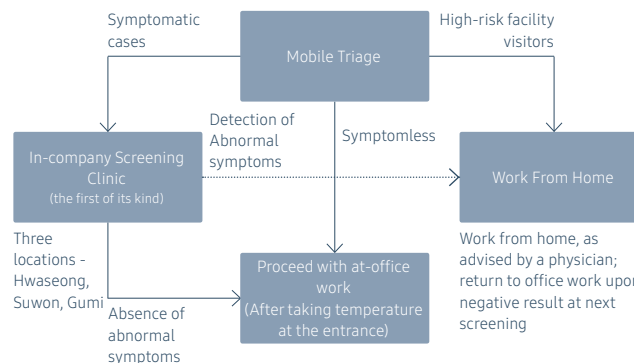 Symptomatic
cases
High-risk facility
visitors
Mobile Triage
Detection of
Abnormal
symptoms
Symptomless
In-company Screening
Clinic
(the first of its kind)
Work From Home
Three
locations -
Hwaseong,
Suwon, Gumi
Proceed with at-office
work
(After taking temperature
at the entrance)
Work from home, as
advised by a physician;
return to office work upon
negative result at next
screening
Absence of
abnormal
symptoms